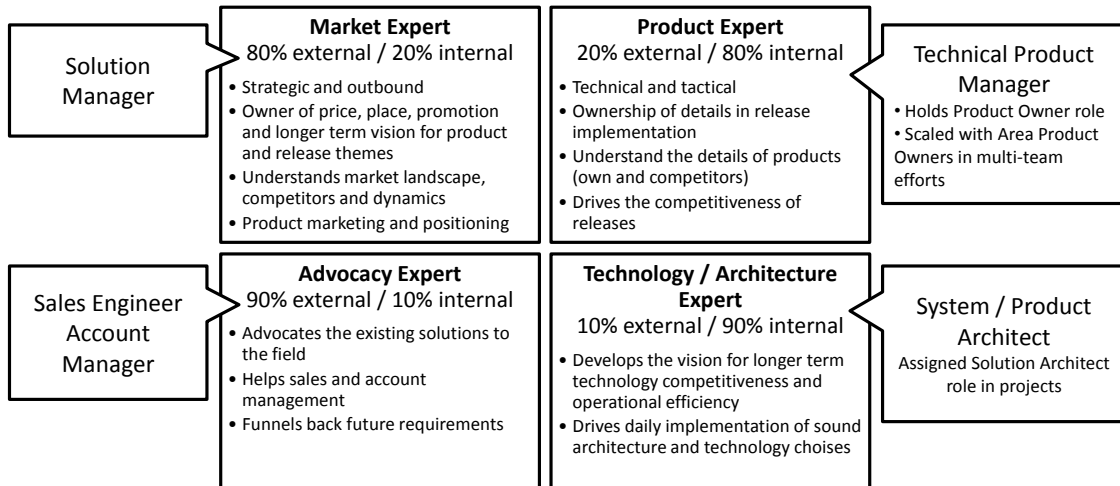 Solution
Manager
Market Expert
80% external / 20% internal
• Strategic and outbound
• Owner of price, place, promotion
and longer term vision for product
and release themes
• Understands market landscape,
competitors and dynamics
• Product marketing and positioning
Product Expert
20% external / 80% internal
• Technical and tactical
• Ownership of details in release
implementation
• Understand the details of products
(own and competitors)
• Drives the competitiveness of
releases
Technical Product
Manager
• Holds Product Owner role
• Scaled with Area Product
Owners in multi-team
efforts
Sales Engineer
Account
Manager
Advocacy Expert
90% external / 10% internal
• Advocates the existing solutions to
the field
• Helps sales and account
management
• Funnels back future requirements
Technology / Architecture
Expert
10% external / 90% internal
• Develops the vision for longer term
technology competitiveness and
operational efficiency
• Drives daily implementation of sound
architecture and technology choises
System / Product
Architect
Assigned Solution Architect
role in projects